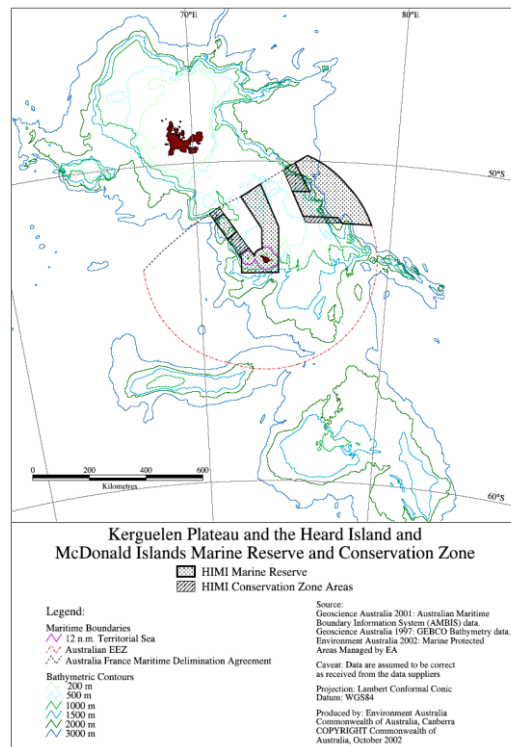 70°E
80°E
50°S
60°S
0 200 400 600
Kilometres
Kerguelen Plateau and the Heard Island and
McDonald Islands Marine Reserve and Conservation Zone
HIMI Marine Reserve
HIMI Conservation Zone Areas
Legend:
Maritime Boundaries
12 n.m. Territorial Sea
Australian EEZ
Australia France Maritime Delimination Agreement
Bathymetric Contours
200 m
500 m
1000 m
1500 m
2000 m
3000 m
Source:
Geoscience Australia 2001: Australian Maritime
Boundary Information System (AMBIS) data.
Geoscience Australia 1997: GEBCO Bathymetry data.
Environment Australia 2002: Marine Protected
Areas Managed by EA
Caveat: Data are assumed to be correct
as received from the data suppliers
Projection: Lambert Conformal Conic
Datum: WGS84
Produced by: Environment Australia
Commonwealth of Australia, Canberra
COPYRIGHT Commonwealth of
Australia, October 2002